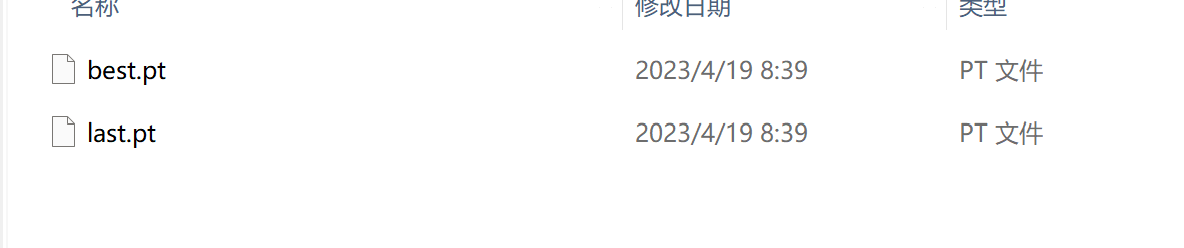 名称 修改日期 类型
best.pt 2023/4/19 8:39 PT 文件
last.pt 2023/4/19 8:39 PT 文件